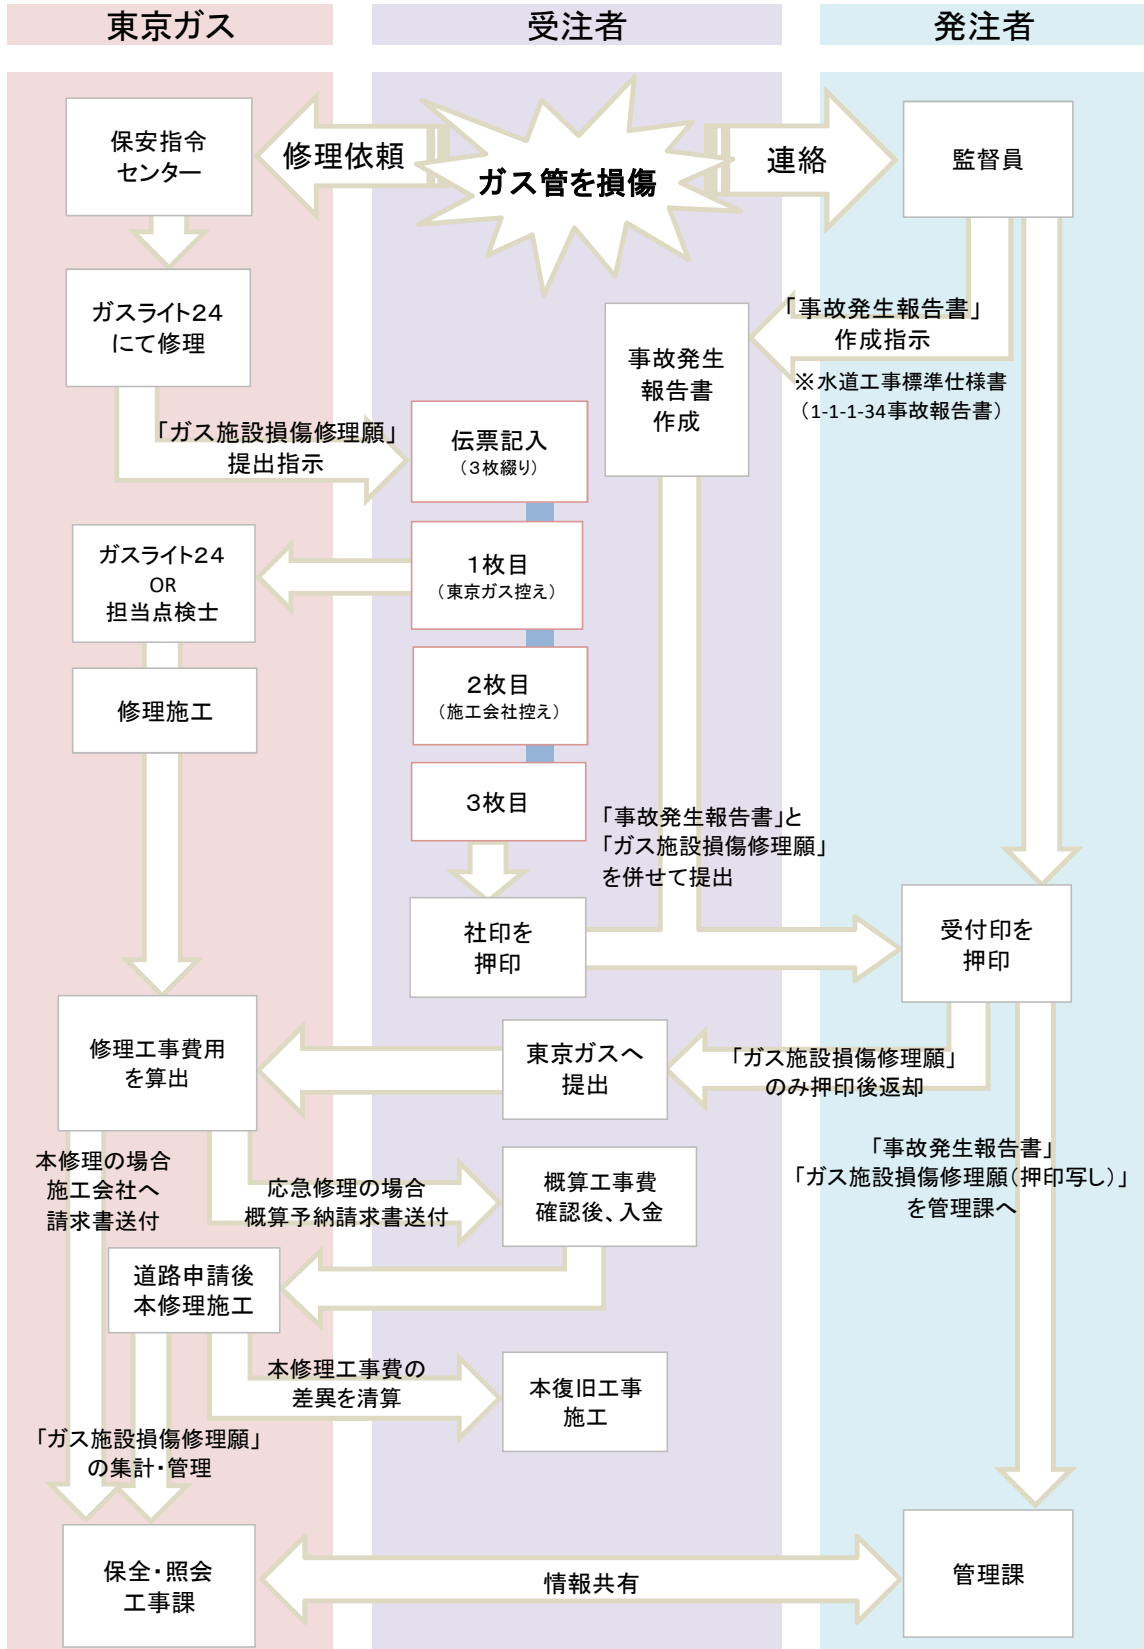 東京ガス
受注者
発注者
保安指令
センター
修理依頼
ガス管を損傷
連絡
監督員
ガスライト24
にて修理
「事故発生報告書」
作成指示
※水道工事標準仕様書
（1-1-1-34事故報告書）
事故発生
報告書
作成
「ガス施設損傷修理願」
提出指示
伝票記入
（３枚綴り）
ガスライト24
OR
担当点検士
１枚目
（東京ガス控え）
２枚目
（施工会社控え）
修理施工
３枚目
「事故発生報告書」と
「ガス施設損傷修理願」
を併せて提出
社印を
押印
受付印を
押印
修理工事費用
を算出
東京ガスへ
提出
「ガス施設損傷修理願」
のみ押印後返却
本修理の場合
施工会社へ
請求書送付
応急修理の場合
概算予納請求書送付
概算工事費
確認後、入金
「事故発生報告書」
「ガス施設損傷修理願（押印写し）」
を管理課へ
道路申請後
本修理施工
本修理工事費の
差異を清算
本復旧工事
施工
「ガス施設損傷修理願」
の集計・管理
保全・照会
工事課
情報共有
管理課